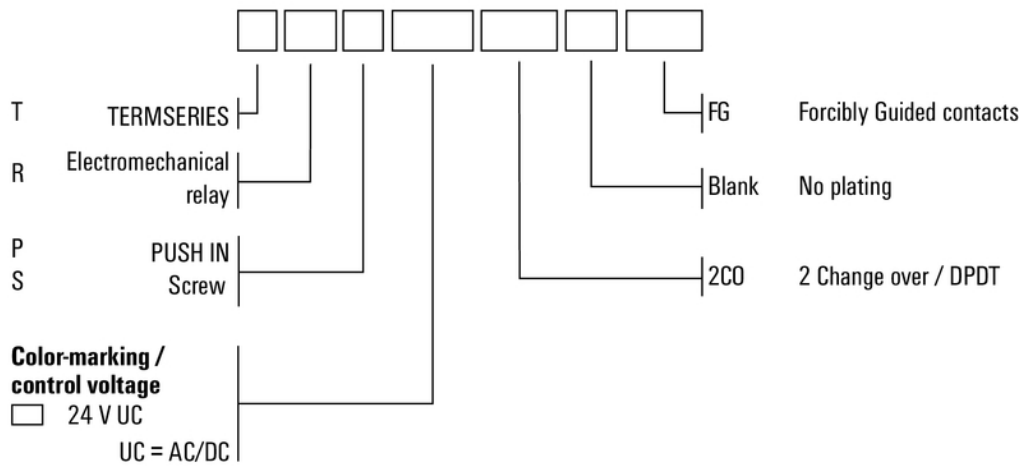 T TERMSERIES
R Electromechanical
relay
P PUSH IN
S Screw
Color-marking /
control voltage
24 V UC
UC = AC/DC
FG Forcibly Guided contacts
Blank No plating
2CO 2 Change over / DPDT